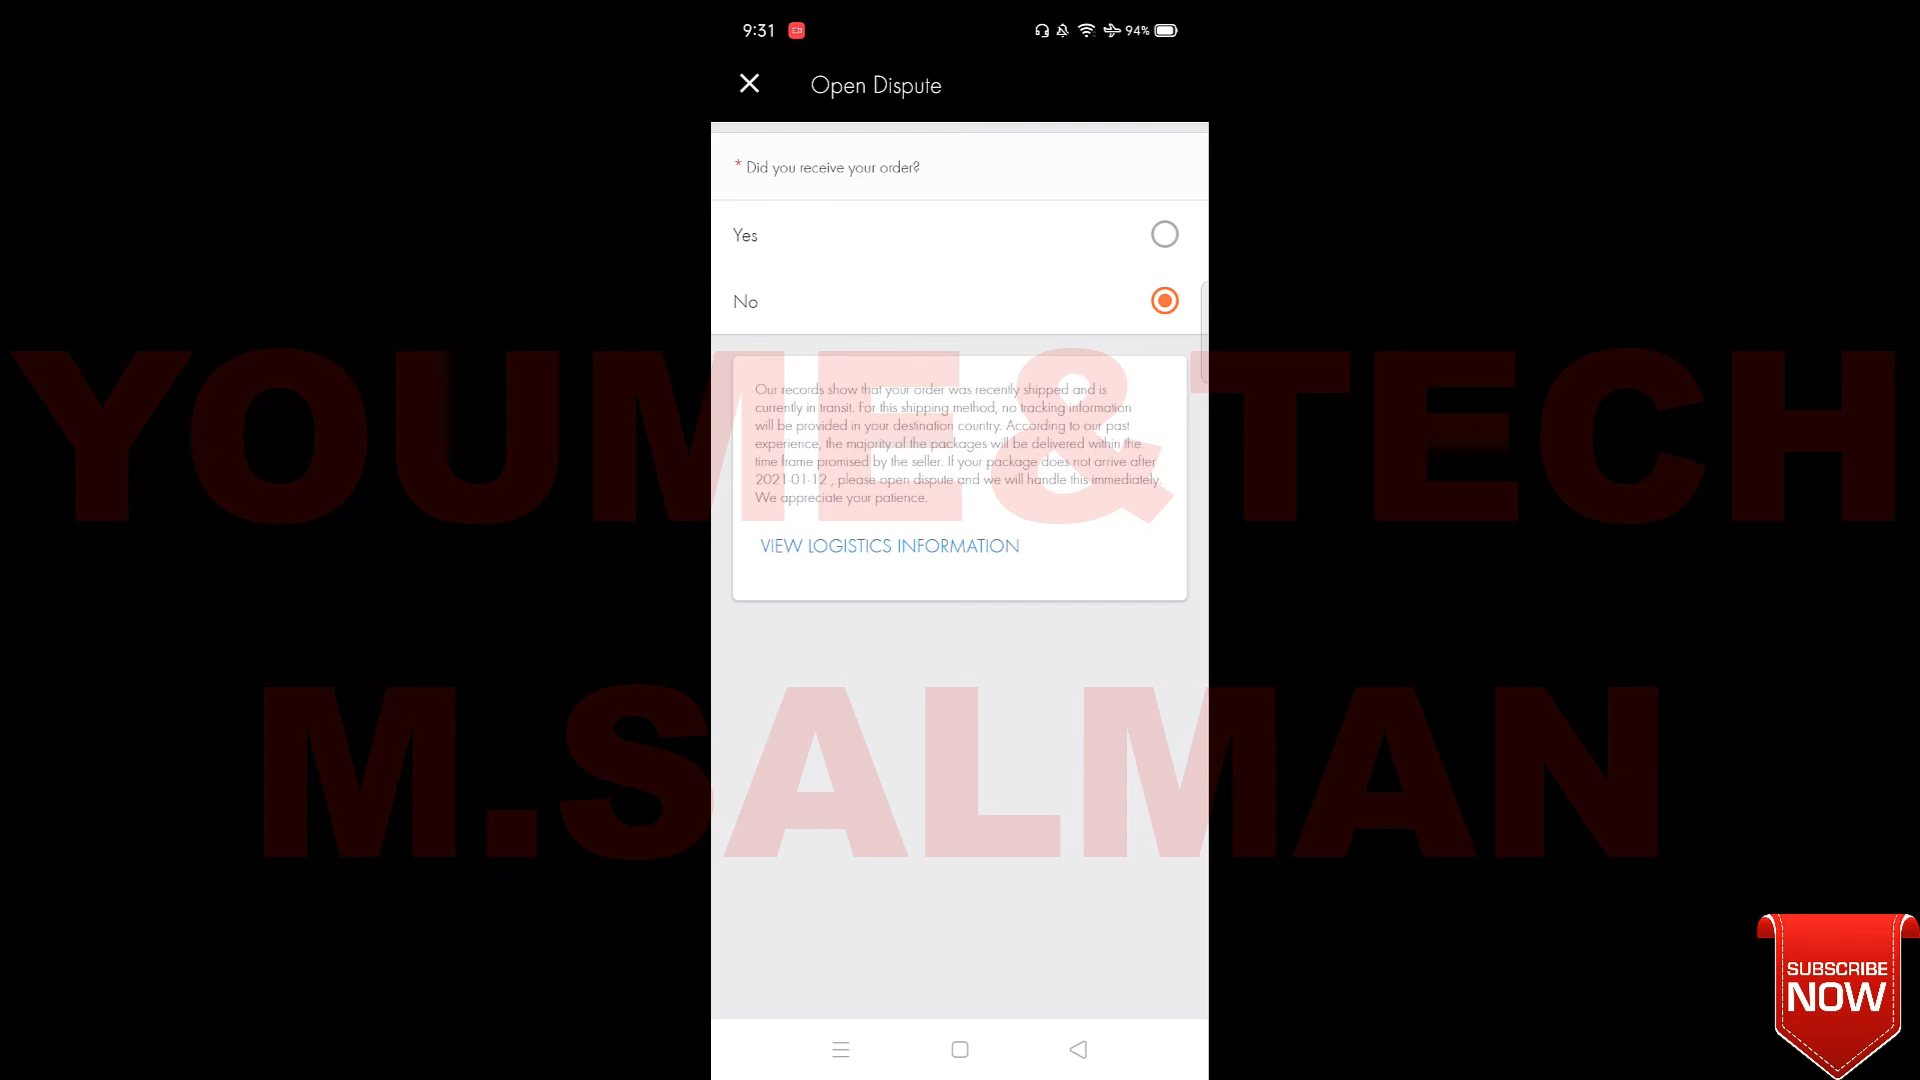 9:31
94%
Open Dispute
* Did you receive your order?
Yes
No
Our records show that your order was recently shipped and is
currently in transit. For this shipping method, no tracking information
will be provided in your destination country. According to our past
experience, the majority of the packages will be delivered within the
time frame promised by the seller. If your package does not arrive after
2021-01-12 , please open dispute and we will handle this immediately.
We appreciate your patience.
VIEW LOGISTICS INFORMATION
YOUME& TECH
M.SALMAN
SUBSCRIBE
NOW